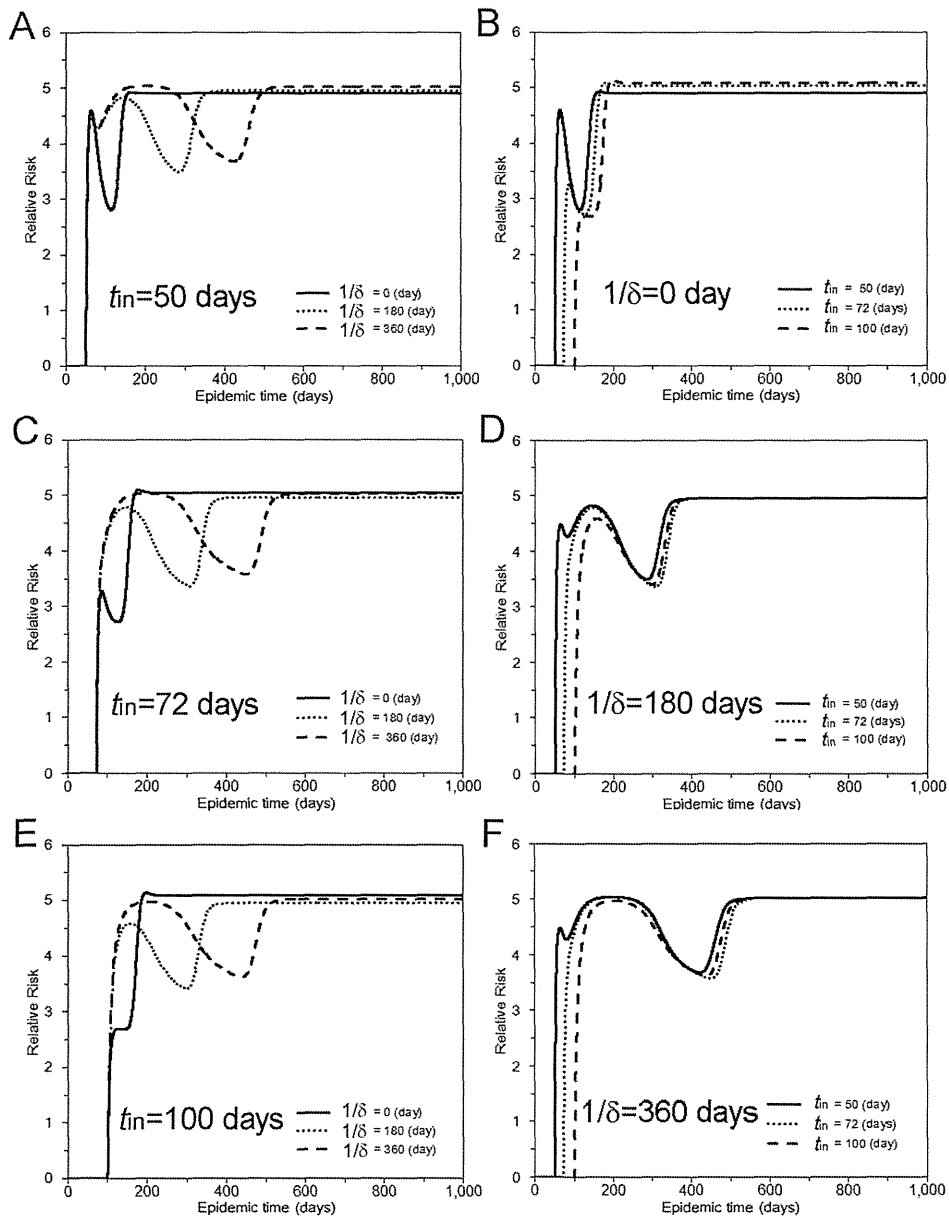 A
6
5
4
3
2
1
0
Relative Risk
tin=50 days
1/δ = 0 (day)
1/δ =180 (day)
1/δ = 360 (day)
0 200 400 600 800 1,000
Epidemic time (days)
B
6
5
4
3
2
1
0
Relative Risk
1/δ=0 day
tin = 50 (day)
tin = 72 (days)
tin = 100 (day)
0 200 400 600 800 1,000
Epidemic time (days)
C
6
5
4
3
2
1
0
Relative Risk
tin=72 days
1/δ = 0 (day)
1/δ =180 (day)
1/δ = 360 (day)
0 200 400 600 800 1,000
Epidemic time (days)
D
6
5
4
3
2
1
0
Relative Risk
1/δ=180 days
tin = 50 (day)
tin = 72 (days)
tin = 100 (day)
0 200 400 600 800 1,000
Epidemic time (days)
E
6
5
4
3
2
1
0
Relative Risk
tin=100 days
1/δ = 0 (day)
1/δ =180 (day)
1/δ =360 (day)
0 200 400 600 800 1,000
Epidemic time (days)
F
6
5
4
3
2
1
0
Relative Risk
1/δ=360 days
tin = 50 (day)
tin = 72 (days)
tin = 100 (day)
0 200 400 600 800 1,000
Epidemic time (days)